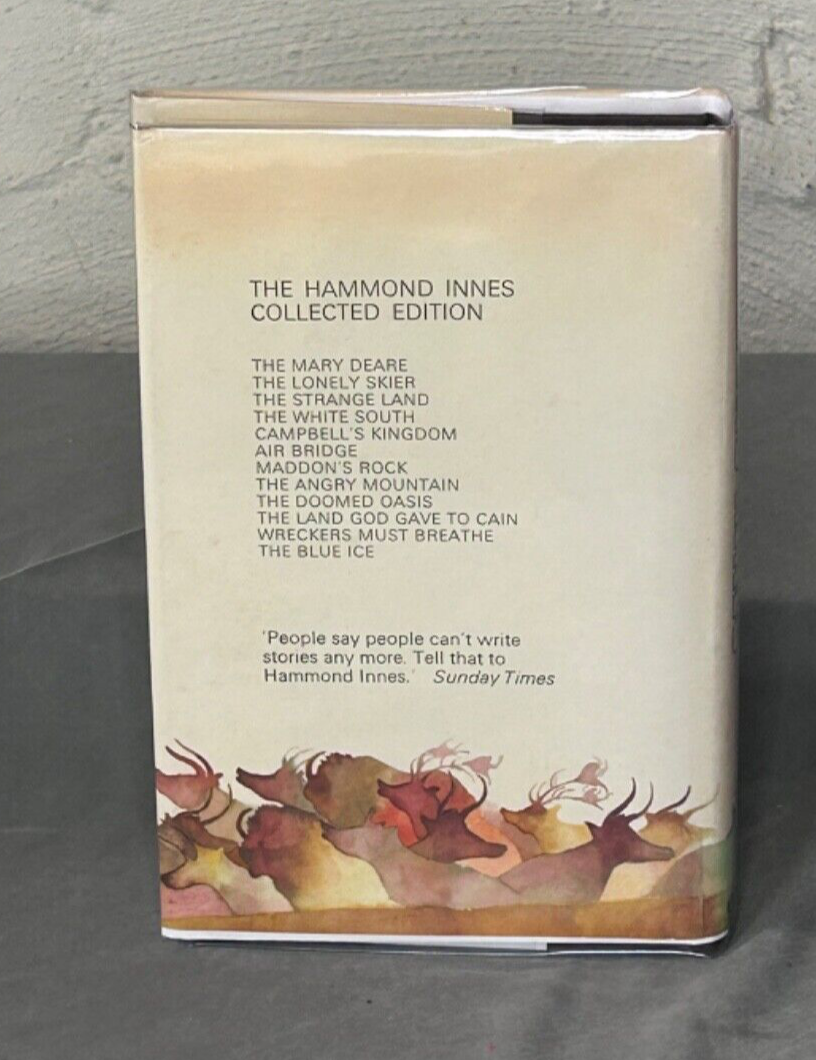 THE HAMMOND INNES
COLLECTED EDITION
THE MARY DEARE
THE LONELY SKIER
THE STRANGE LAND
THE WHITE SOUTH
CAMPBELL'S KINGDOM
AIR BRIDGE
MADDON'S ROCK
THE ANGRY MOUNTAIN
THE DOOMED OASIS
THE LAND GOD GAVE TO CAIN
WRECKERS MUST BREATHE
THE BLUE ICE
'People say people can't write
stories any more. Tell that to
Hammond Innes.' Sunday Times